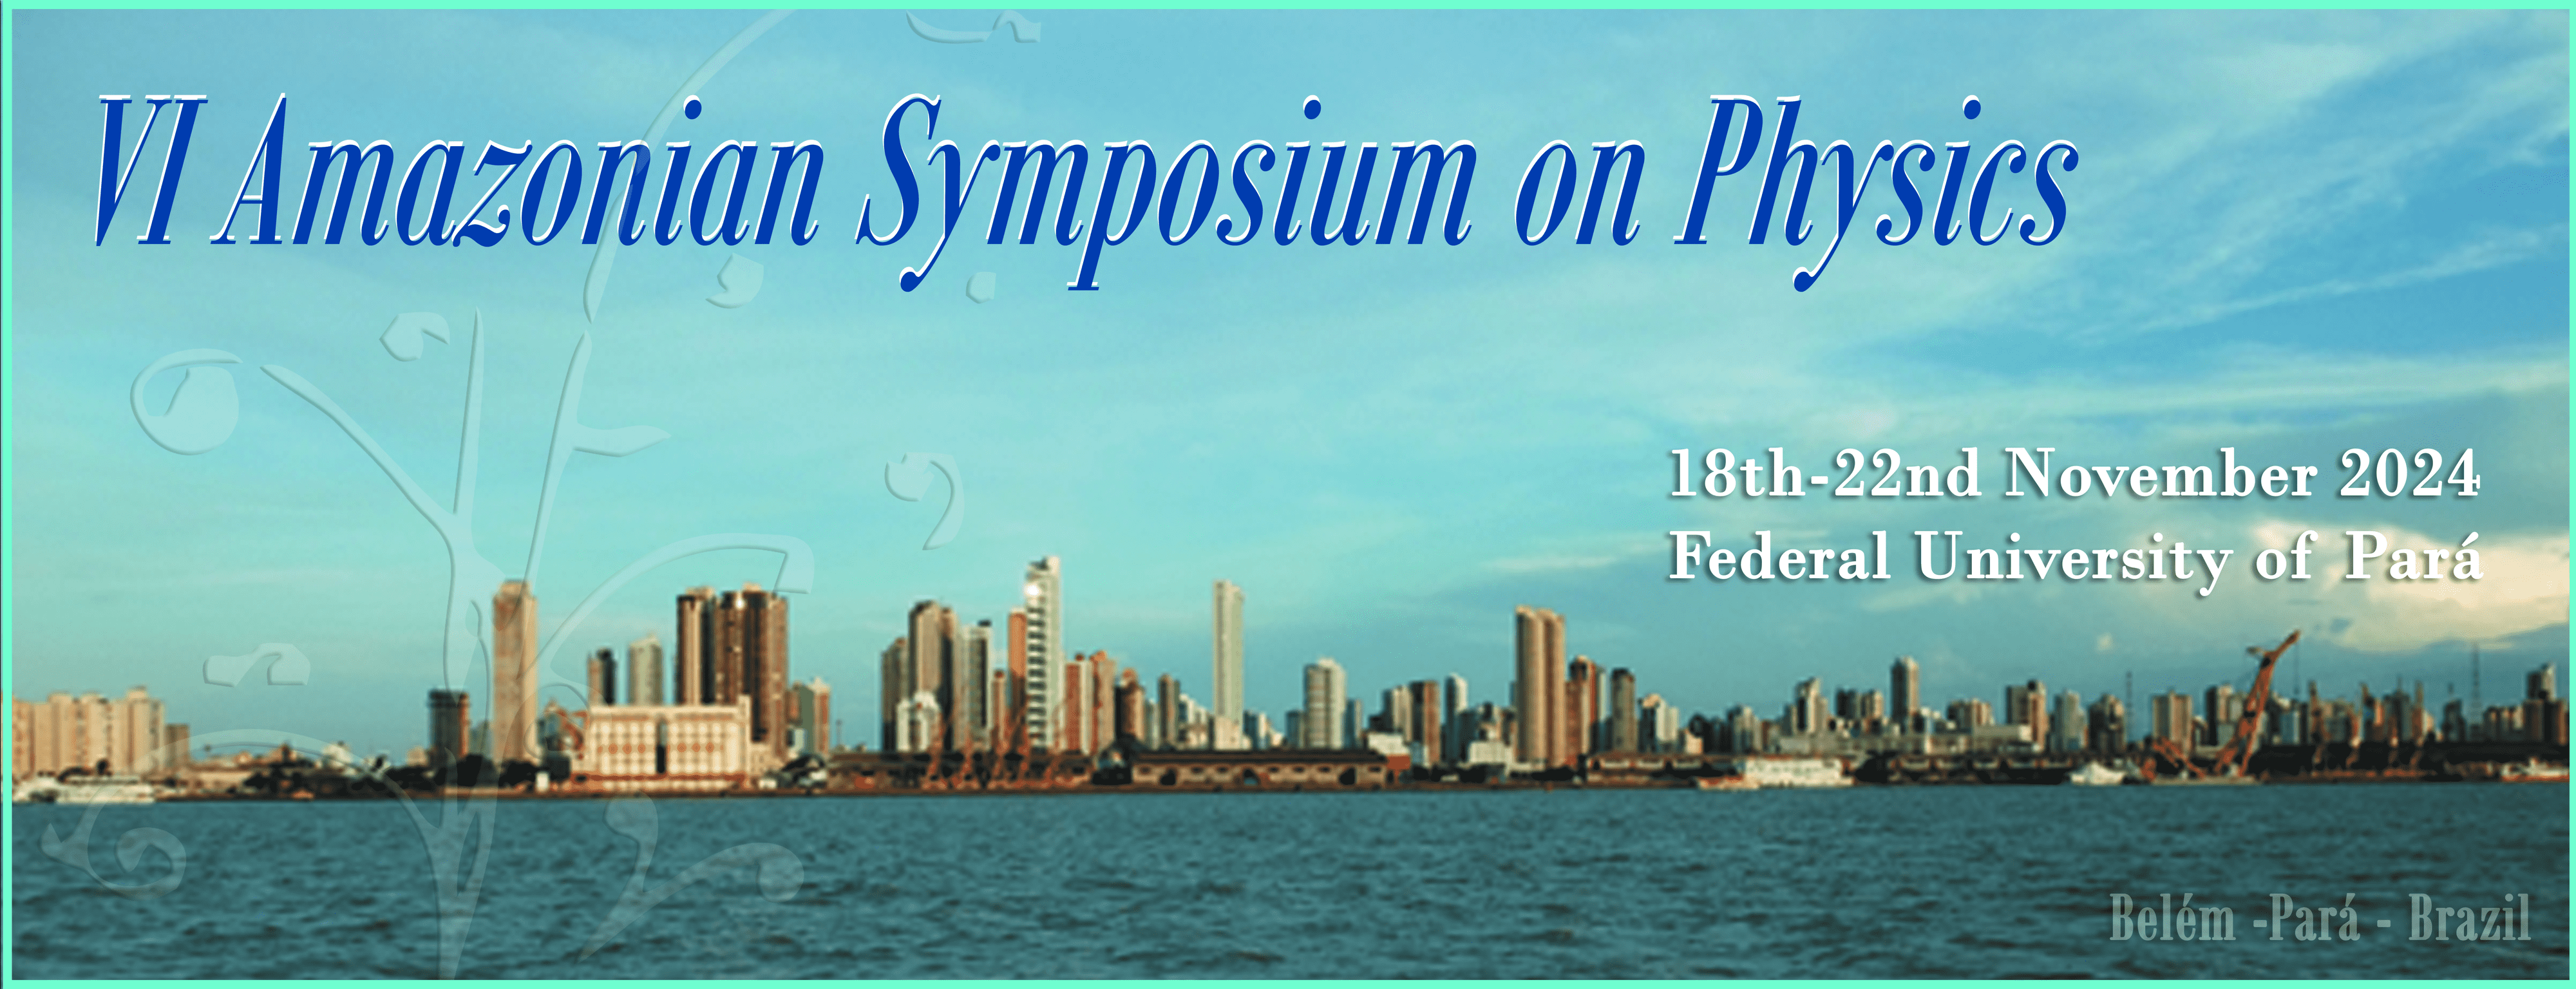 VI Amazonian Symposium on Physics
18th-22nd November 2024
Federal University of Pará
Belém -Pará - Brazil